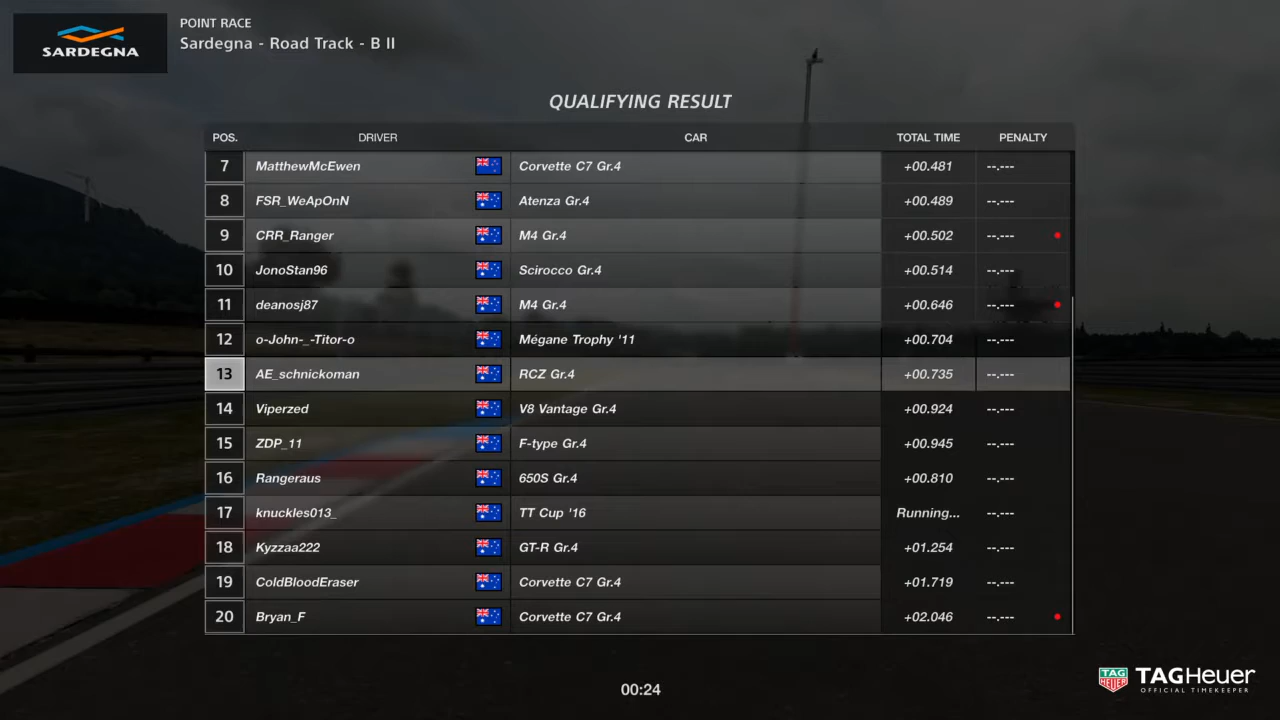 SARDEGNA
POINT RACE
Sardegna - Road Track - B II
QUALIFYING RESULT
POS. DRIVER CAR TOTAL TIME PENALTY
7 MatthewMcEwen Corvette C7 Gr.4 +00.481 --.---
8 FSR_WeApOnN Atenza Gr.4 +00.489 --.---
9 CRR_Ranger M4 Gr.4 +00.502 --.---
10 JonoStan96 Scirocco Gr.4 +00.514 --.---
11 deanosj87 M4 Gr.4 +00.646 --.---
12 o-John-_-Titor-o Mégane Trophy '11 +00.704 --.---
13 AE_schnickoman RCZ Gr.4 +00.735 --.---
14 Viperzed V8 Vantage Gr.4 +00.924 --.---
15 ZDP_11 F-type Gr.4 +00.945 --.---
16 Rangeraus 650S Gr.4 +00.810 --.---
17 knuckles013_ TT Cup '16 Running... --.---
18 Kyzzaa222 GT-R Gr.4 +01.254 --.---
19 ColdBloodEraser Corvette C7 Gr.4 +01.719 --.---
20 Bryan_F Corvette C7 Gr.4 +02.046 --.---
00:24
TAG HEUER TAGHeuer
OFFICIAL TIMEKEEPER